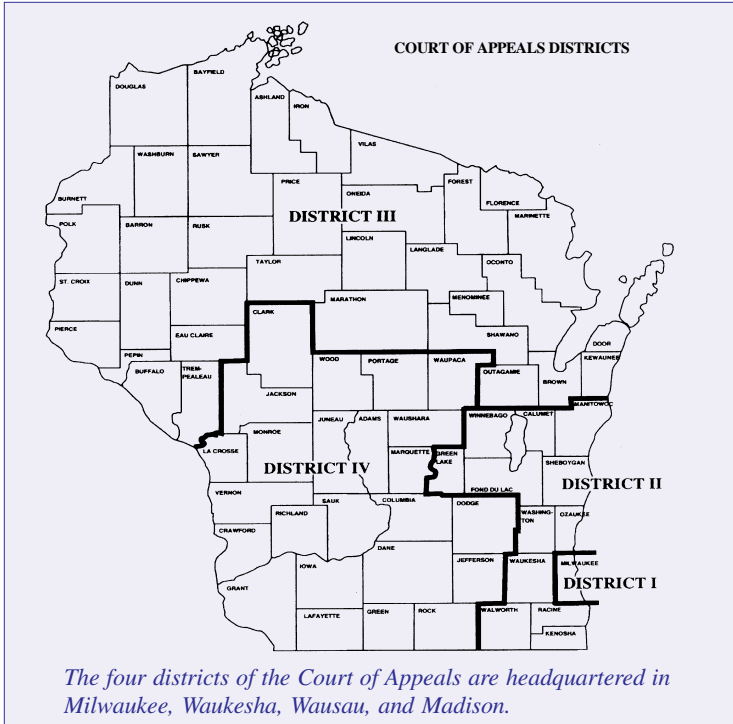 COURT OF APPEALS DISTRICTS
BAYFIELD
DOUGLAS
ASHLAND
IRON
VILAS
WASHBURN
SAWYER
PRICE
ONEIDA
FOREST
FLORENCE
MARINETTE
BURNETT
POLK
BARRON
RUSK
DISTRICT III
LINCOLN
LANGLADE
OCONTO
TAYLOR
ST. CROIX
DUNN
CHIPPEWA
MARATHON
MENOMINEE
CLARK
PIERCE
EAU CLAIRE
SHAWANO
DOOR
PEPIN
BUFFALO
TREM-
PEALEAU
WOOD
PORTAGE
WAUPACA
OUTAGAMIE
BROWN
KEWAUNEE
JACKSON
MANITOWOC
JUNEAU
ADAMS
WAUSHARA
WINNEBAGO
CALUMET
MONROE
LA CROSSE
DISTRICT IV
MARQUETTE
GREEN
LAKE
SHEBOYGAN
FOND DU LAC
DISTRICT II
VERNON
SAUK
COLUMBIA
DODGE
RICHLAND
WASHING-
TON
OZAUKEE
CRAWFORD
DANE
IOWA
JEFFERSON
WAUKESHA
MILWAUKEE
DISTRICT I
GRANT
LAFAYETTE
GREEN
ROCK
WALWORTH
RACINE
KENOSHA
The four districts of the Court of Appeals are headquartered in
Milwaukee, Waukesha, Wausau, and Madison.